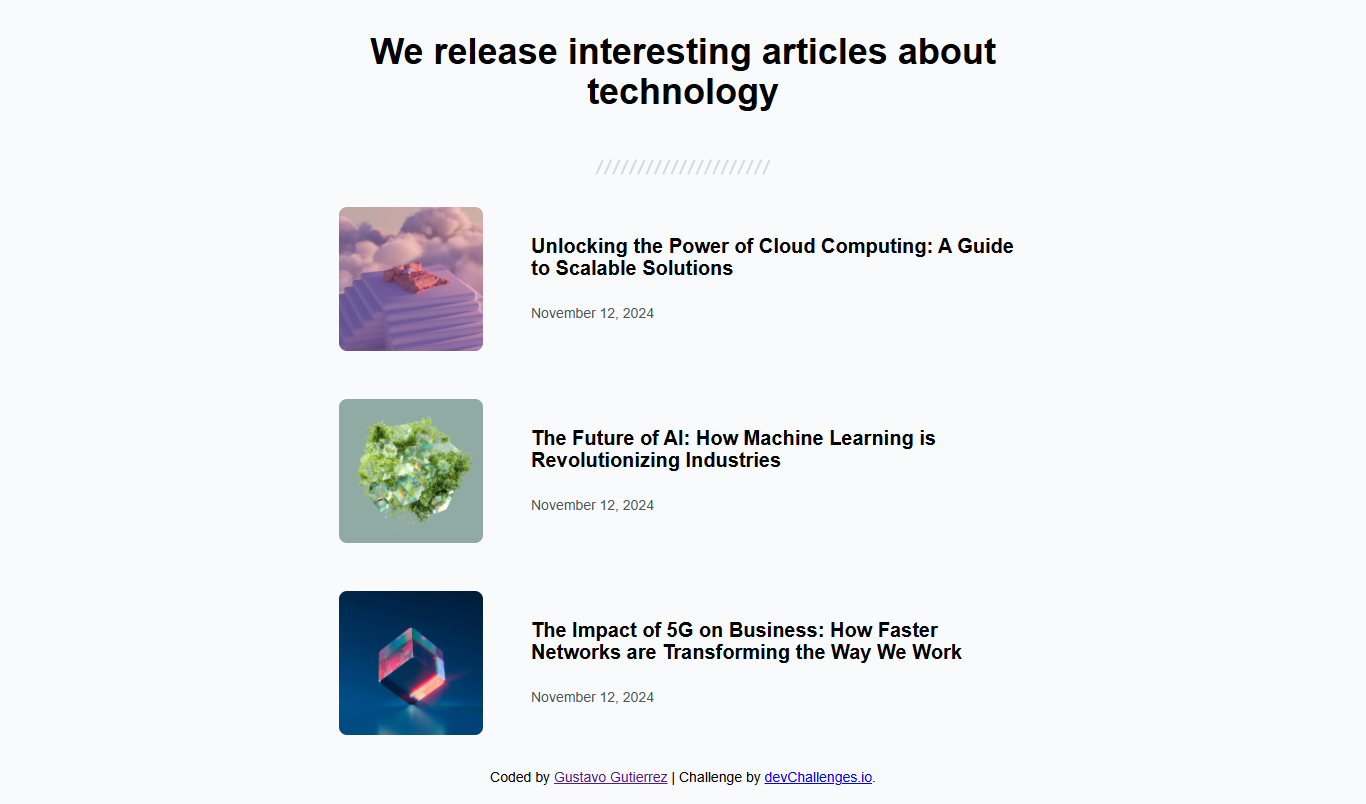 We release interesting articles about
technology
Unlocking the Power of Cloud Computing: A Guide
to Scalable Solutions
November 12, 2024
The Future of AI: How Machine Learning is
Revolutionizing Industries
November 12, 2024
The Impact of 5G on Business: How Faster
Networks are Transforming the Way We Work
November 12, 2024
Coded by Gustavo Gutierrez | Challenge by devChallenges.io.